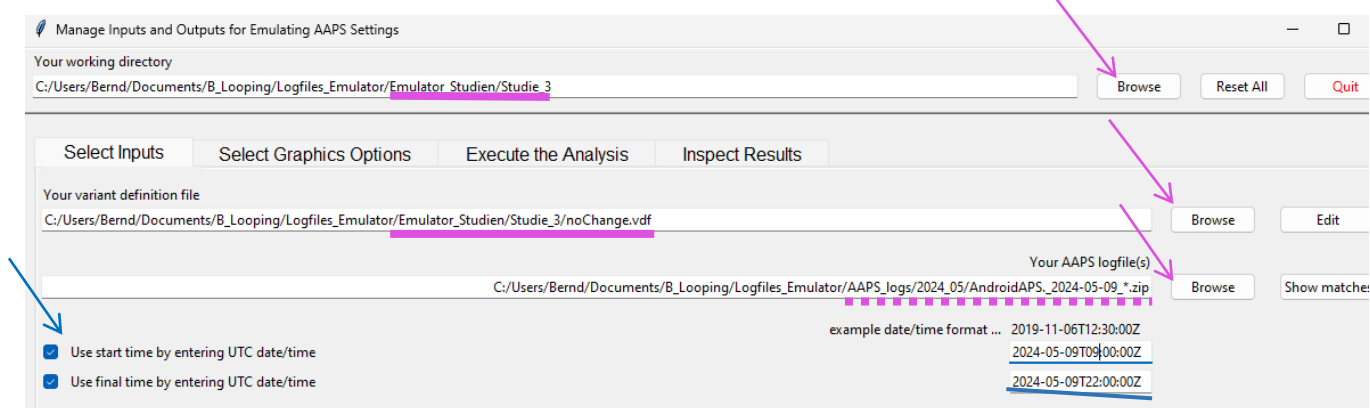 Manage Inputs and Outputs for Emulating AAPS Settings
Your working directory
C:/Users/Bernd/Documents/B_Looping/Logfiles_Emulator/Emulator_Studien/Studie_3 Browse Reset All Quit
Select Inputs Select Graphics Options Execute the Analysis Inspect Results
Your variant definition file
C:/Users/Bernd/Documents/B_Looping/Logfiles_Emulator/Emulator_Studien/Studie_3/noChange.vdf Browse Edit
Your AAPS logfile(s)
C:/Users/Bernd/Documents/B_Looping/Logfiles_Emulator/AAPS_logs/2024_05/AndroidAPS._2024-05-09_*.zip Browse Show matches
example date/time format ... 2019-11-06T12:30:00Z
Use start time by entering UTC date/time 2024-05-09T09:00:00Z
Use final time by entering UTC date/time 2024-05-09T22:00:00Z